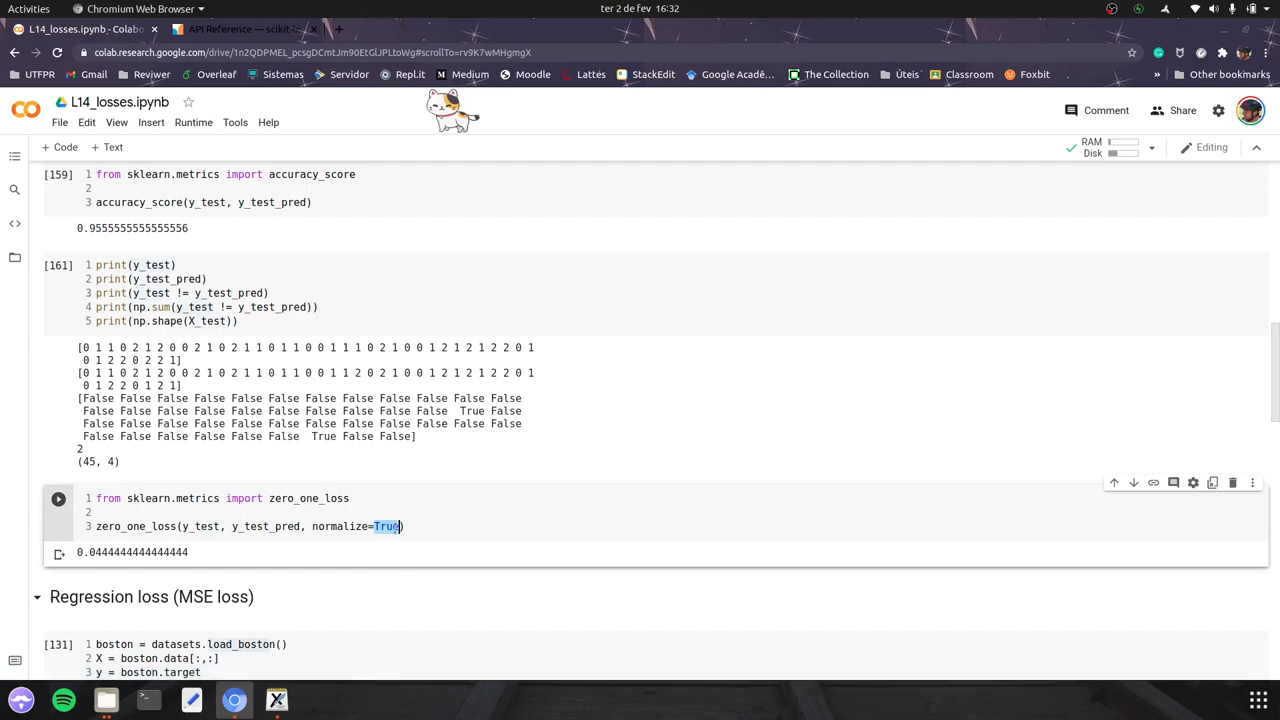 Activities
Chromium Web Browser
ter 2 de fev 16:32
L14_losses.ipynb - Colabo
API Reference — scikit-l
colab.research.google.com/drive/1n2QDPMEL_pcsgDCmtJm90EtGlJPLtoWg#scrollTo=rv9K7wMHgmgX
UTFPR
Gmail
Reviwer
Overleaf
Sistemas
Servidor
Repl.it
Medium
Moodle
Lattes
StackEdit
Google Acadê...
The Collection
Úteis
Classroom
Foxbit
»
Other bookmarks
L14_losses.ipynb
Comment
Share
File Edit View Insert Runtime Tools Help
+ Code + Text
RAM
Disk
Editing
[159] 1 from sklearn.metrics import accuracy_score
2
3 accuracy_score(y_test, y_test_pred)
0.9555555555555556
[161] 1 print(y_test)
2 print(y_test_pred)
3 print(y_test != y_test_pred)
4 print(np.sum(y_test != y_test_pred))
5 print(np.shape(X_test))
[0 1 1 0 2 1 2 0 0 2 1 0 2 1 1 0 1 1 0 0 1 1 1 0 2 1 0 0 1 2 1 2 1 2 2 0 1
0 1 2 2 0 2 2 1]
[0 1 1 0 2 1 2 0 0 2 1 0 2 1 1 0 1 1 0 0 1 1 2 0 2 1 0 0 1 2 1 2 1 2 2 0 1
0 1 2 2 0 1 2 1]
[False False False False False False False False False False False False
False False False False False False False False False False True False
False False False False False False False False False False False False
False False False False False False True False False]
2
(45, 4)
1 from sklearn.metrics import zero_one_loss
2
3 zero_one_loss(y_test, y_test_pred, normalize=True)
0.0444444444444444
Regression loss (MSE loss)
[131] 1 boston = datasets.load_boston()
2 X = boston.data[:,:]
3 y = boston.target